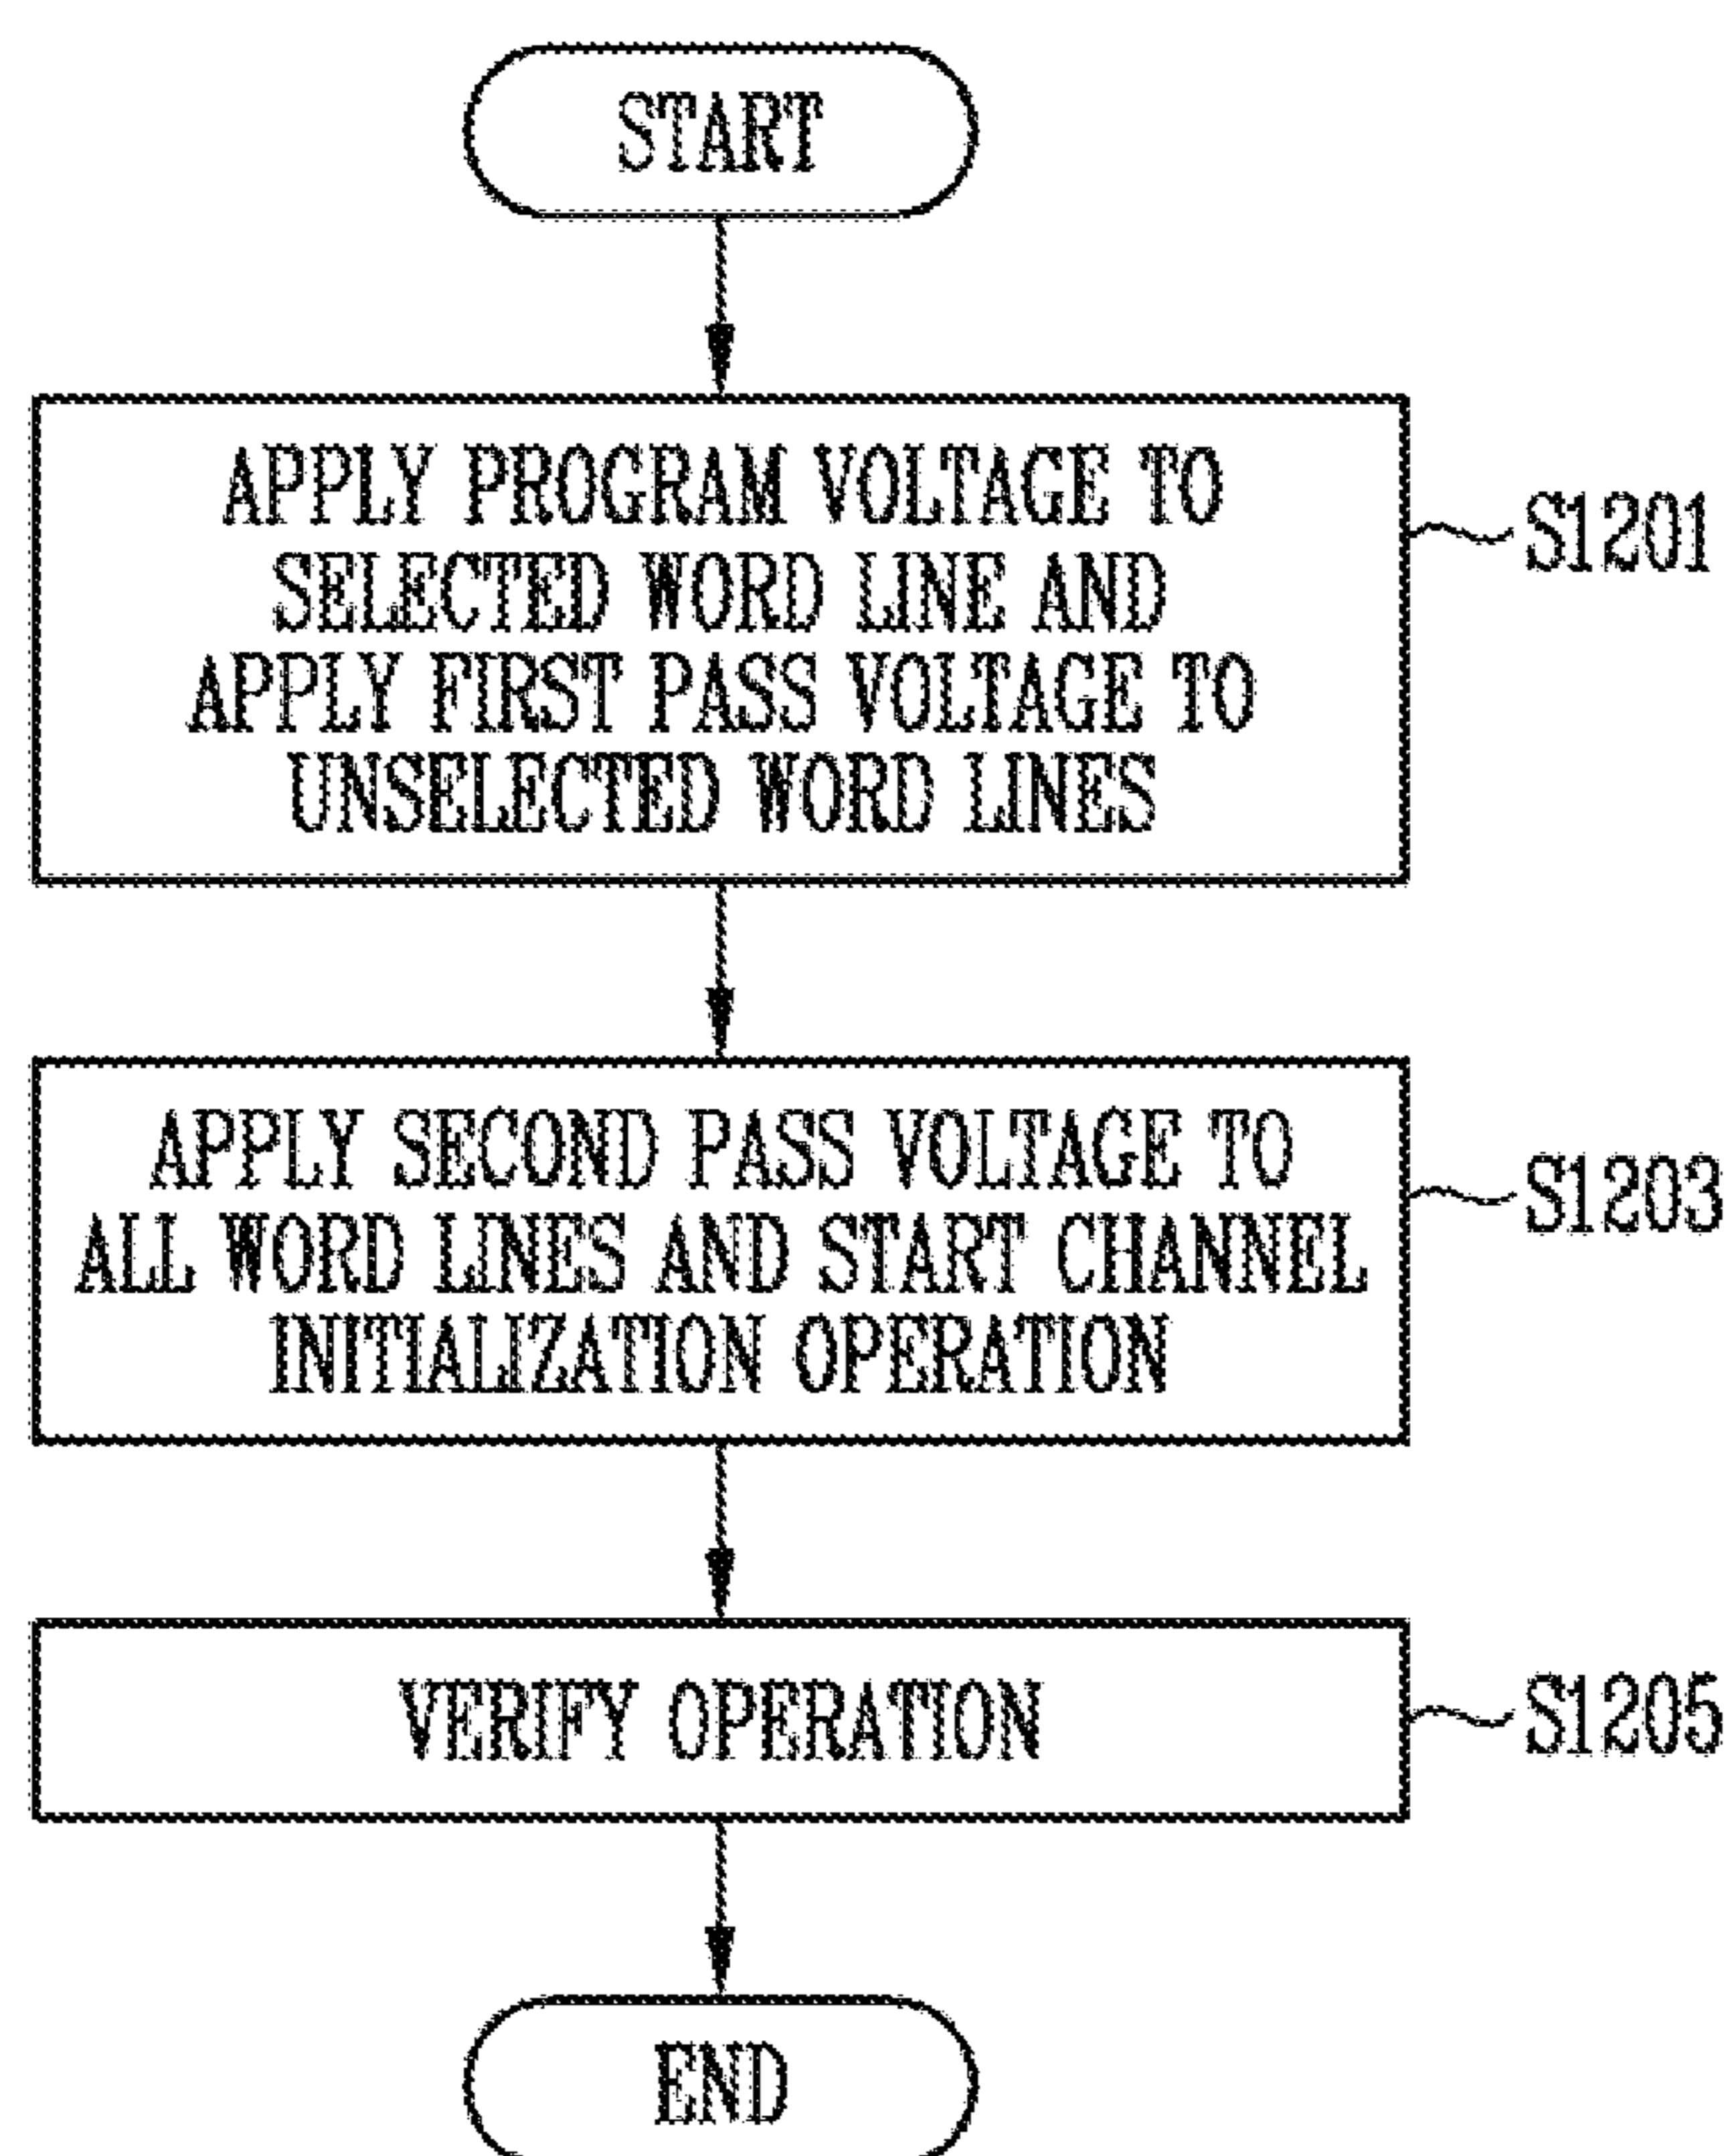 START
APPLY PROGRAM VOLTAGE TO
SELECTED WORD LINE AND
APPLY FIRST PASS VOLTAGE TO
UNSELECTED WORD LINES
S1201
APPLY SECOND PASS VOLTAGE TO
ALL WORD LINES AND START CHANNEL
INITIALIZATION OPERATION
S1203
VERIFY OPERATION
S1205
END